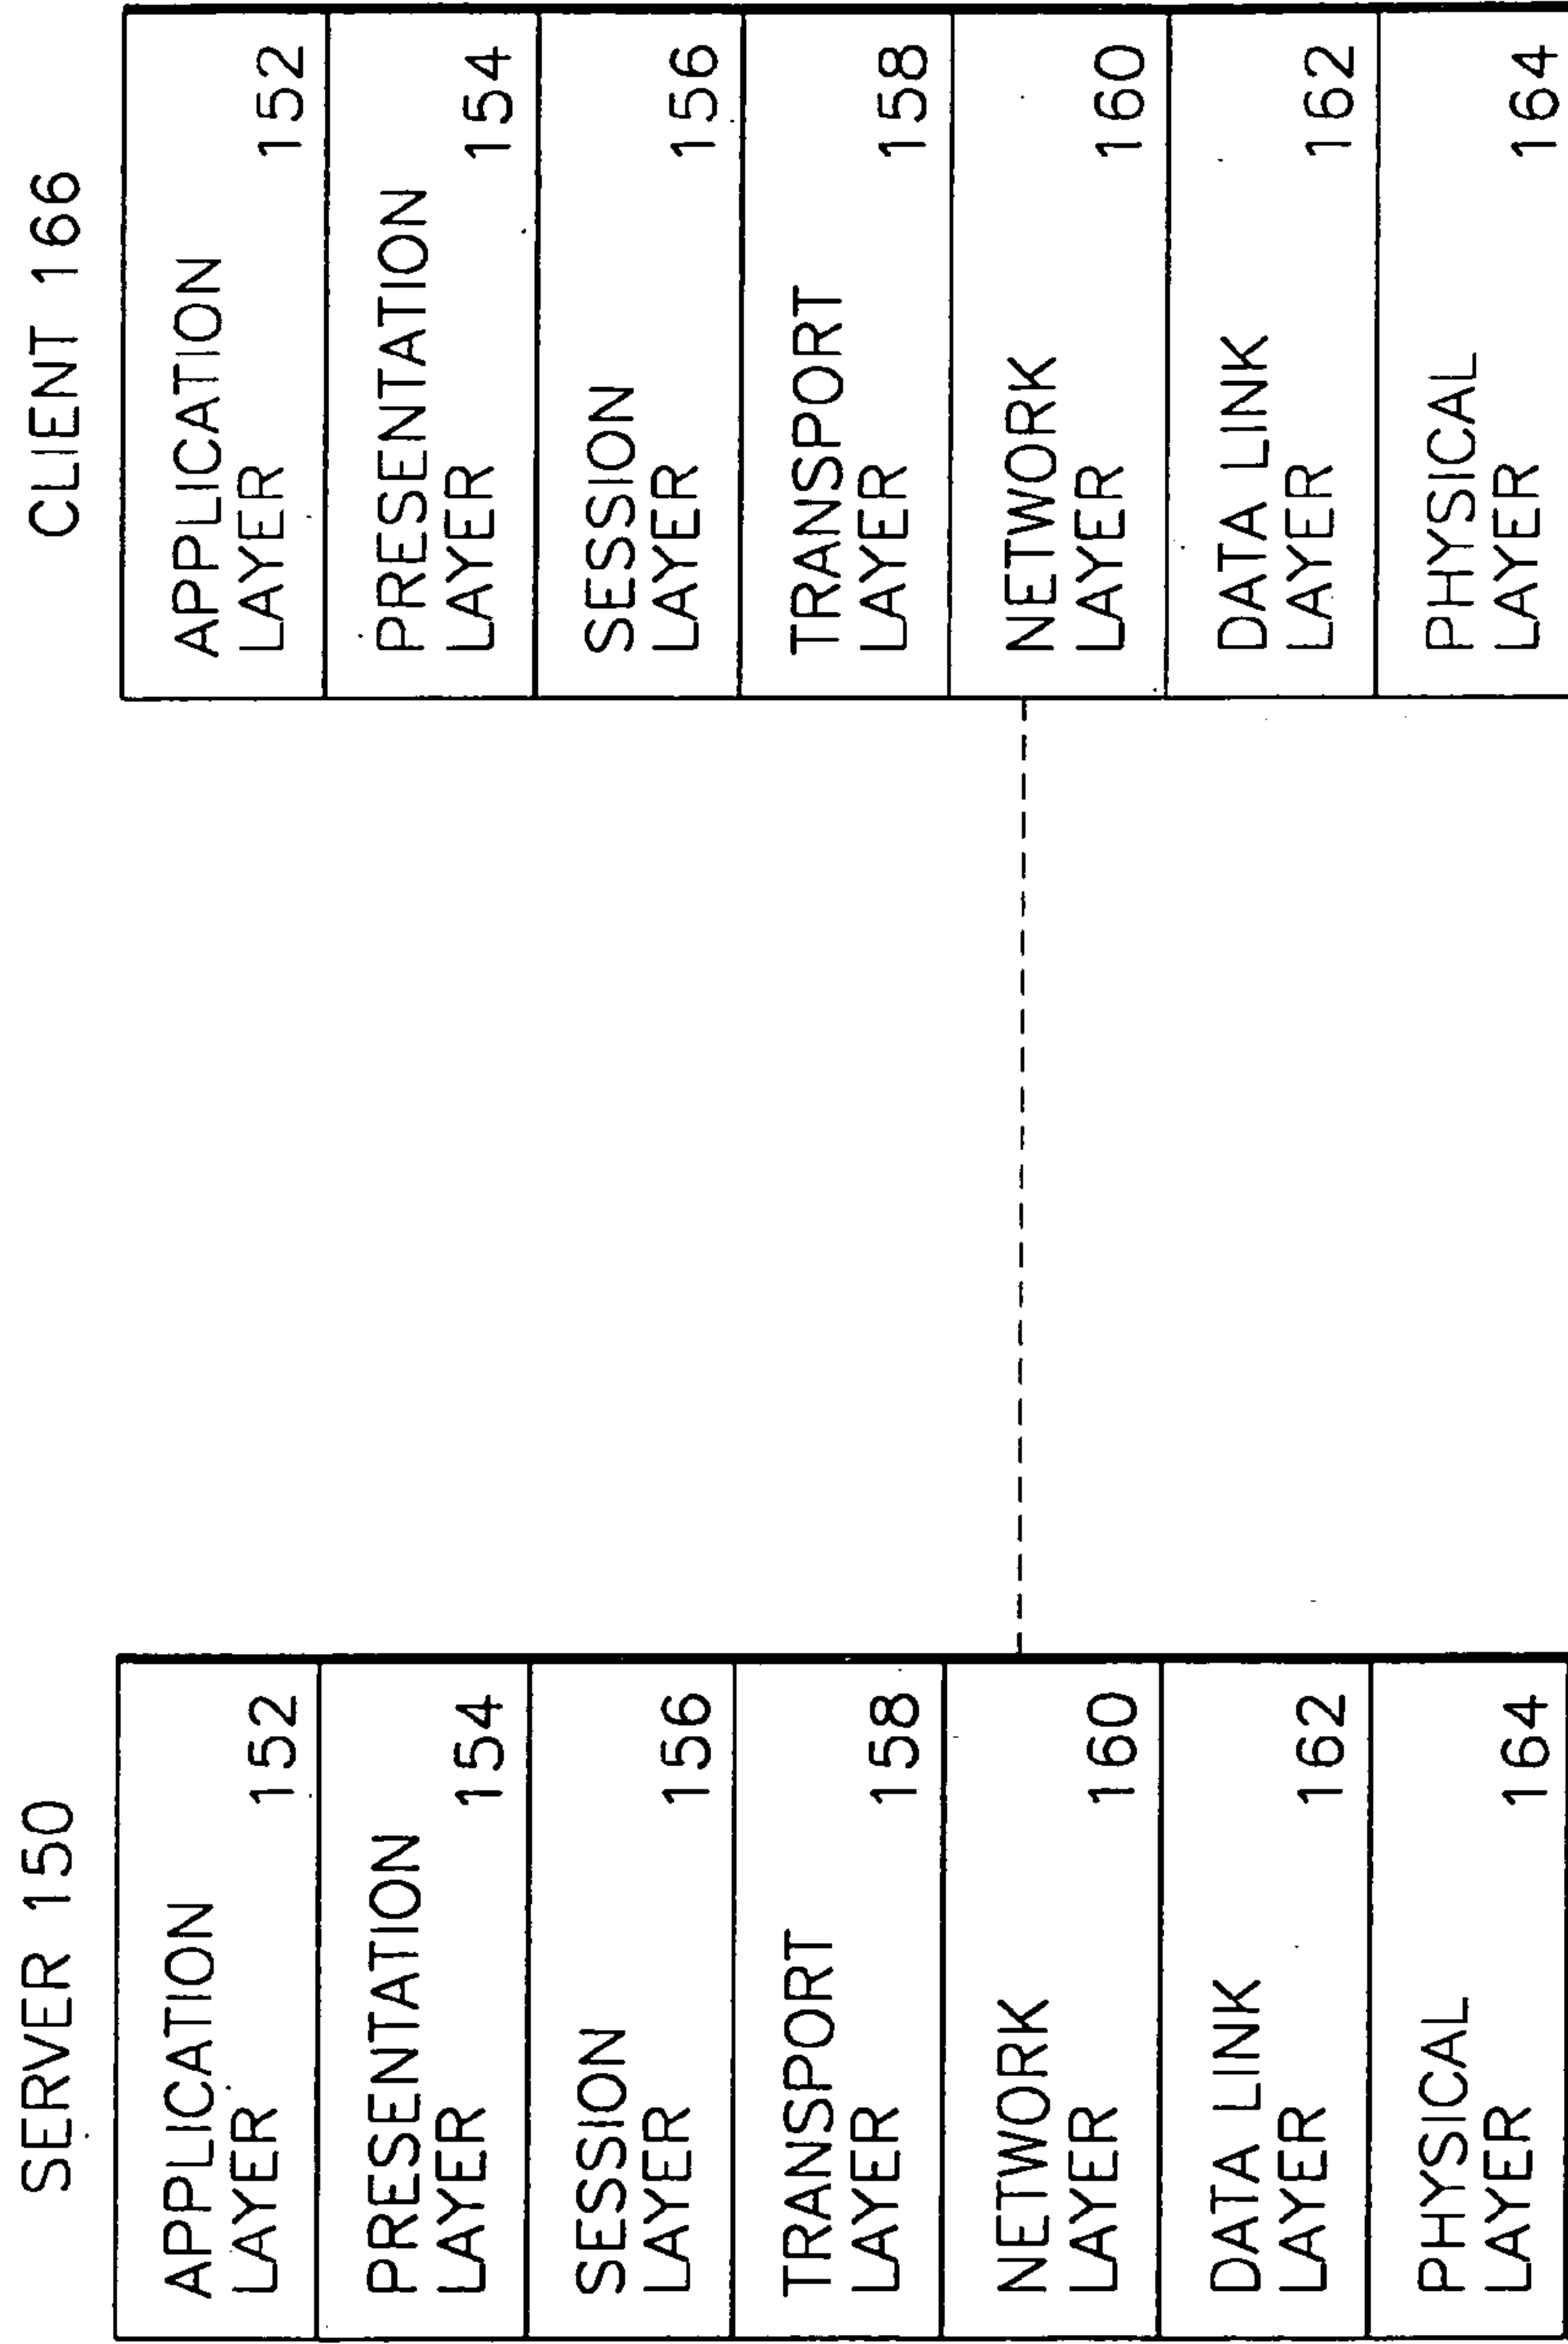 SERVER 150
APPLICATION
LAYER 152
PRESENTATION
LAYER 154
SESSION
LAYER 156
TRANSPORT
LAYER 158
NETWORK
LAYER 160
DATA LINK
LAYER 162
PHYSICAL
LAYER 164
CLIENT 166
APPLICATION
LAYER 152
PRESENTATION
LAYER 154
SESSION
LAYER 156
TRANSPORT
LAYER 158
NETWORK
LAYER 160
DATA LINK
LAYER 162
PHYSICAL
LAYER 164